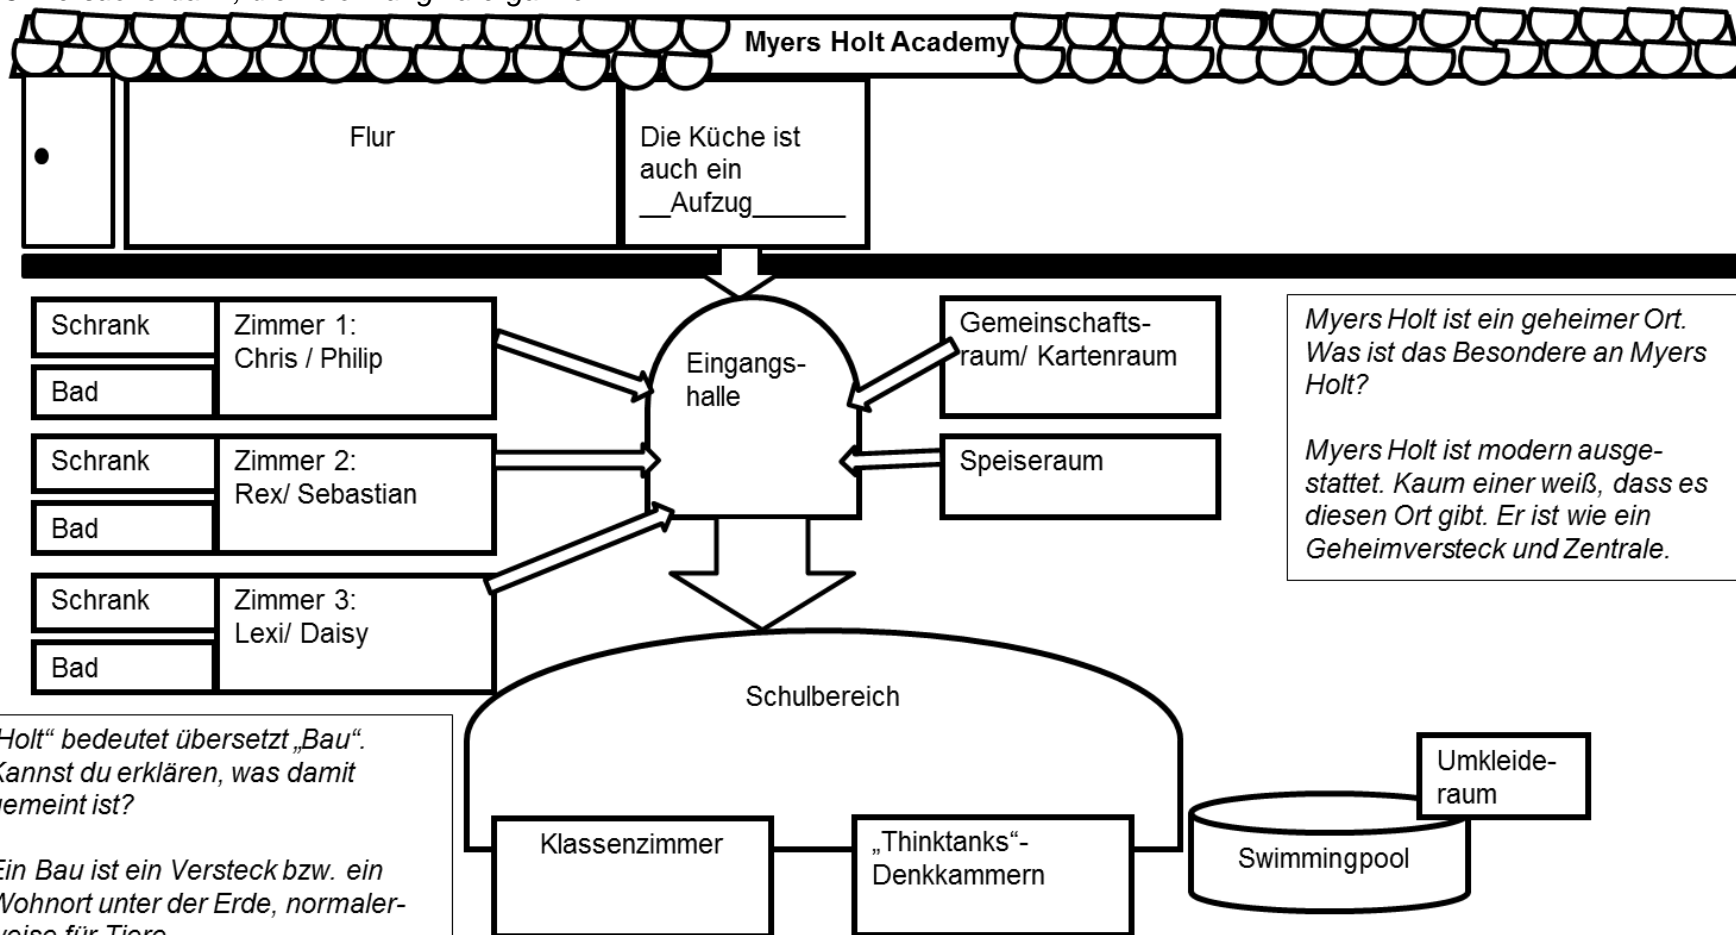 Myers Holt Academy
Flur
Die Küche ist
auch ein
__Aufzug______
Schrank
Zimmer 1:
Chris / Philip
Bad
Eingangs-
halle
Gemeinschafts-
raum/ Kartenraum
Myers Holt ist ein geheimer Ort.
Was ist das Besondere an Myers
Holt?
Myers Holt ist modern ausge-
stattet. Kaum einer weiß, dass es
diesen Ort gibt. Er ist wie ein
Geheimversteck und Zentrale.
Schrank
Zimmer 2:
Rex/ Sebastian
Bad
Speiseraum
Schrank
Zimmer 3:
Lexi/ Daisy
Bad
Schulbereich
Holt“ bedeutet übersetzt „Bau“.
Kannst du erklären, was damit
gemeint ist?
Ein Bau ist ein Versteck bzw. ein
Wohnort unter der Erde, normaler-
weise für Tiere
Klassenzimmer
„Thinktanks“-
Denkkammern
Umkleide-
raum
Swimmingpool